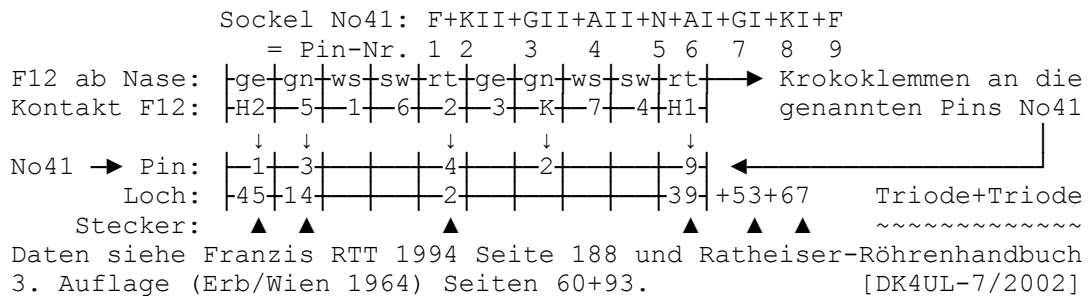 Sockel No41: F+KII+GII+AII+N+AI+GI+KI+F
= Pin-Nr. 1 2 3 4 5 6 7 8 9
F12 ab Nase: ├ge┼gn┼ws┼sw┼rt┼ge┼gn┼ws┼sw┼rt┼──► Krokoklemmen an die
Kontakt F12: ├H2┼─5┼─1┼─6┼─2┼─3┼─K┼─7┼─4┼H1┤ genannten Pins No41
↓ ↓ ↓ ↓ ↓
No41 ─► Pin: ├─1┼─3┼──┼──┼─4┼──┼─2┼──┼──┼─9┤ ◄
Loch: ├45┼14┼──┼──┼─2┼──┼──┼──┼──┼39┤ +53+67 Triode+Triode
Stecker: ▲ ▲ ▲ ▲ ▲ ▲ ~~~~~~~~~~~~~
Daten siehe Franzis RTT 1994 Seite 188 und Ratheiser-Röhrenhandbuch
3. Auflage (Erb/Wien 1964) Seiten 60+93. [DK4UL-7/2002]